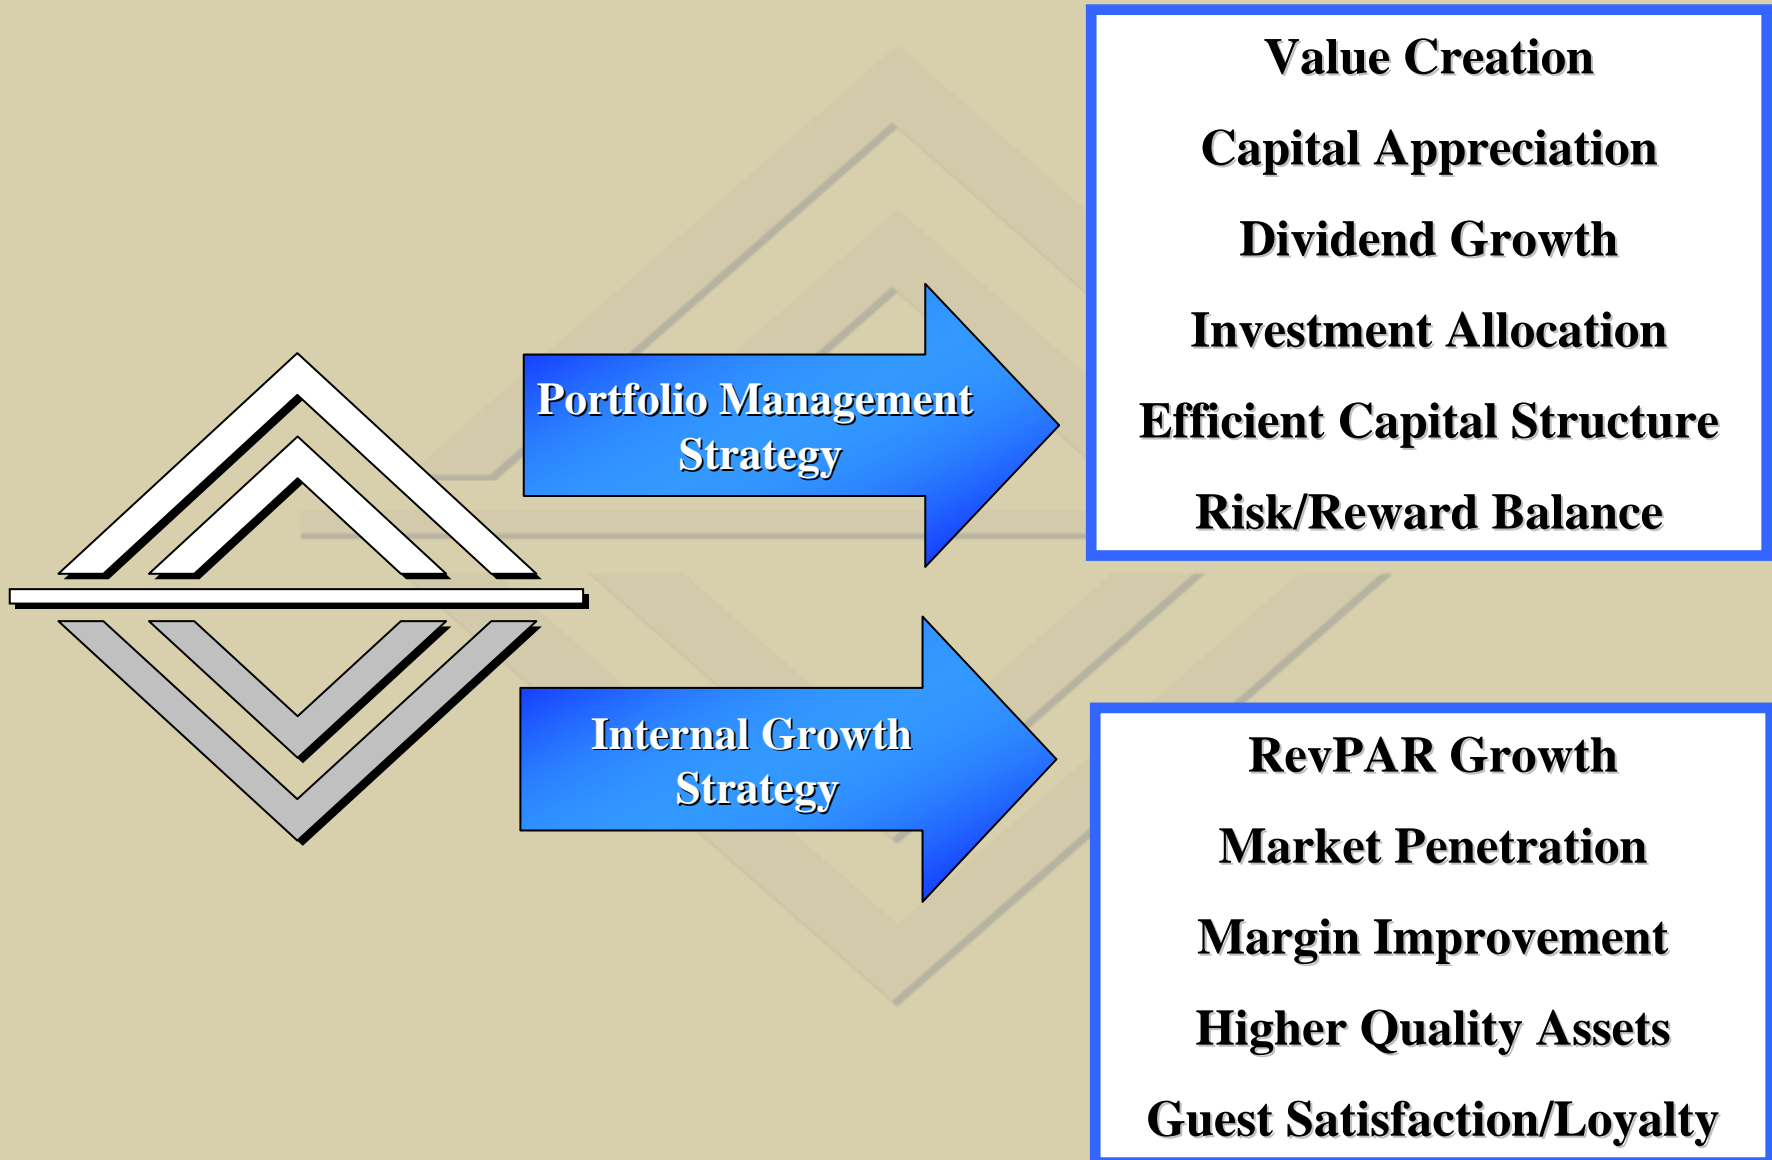 Portfolio Management
Strategy
Value Creation
Capital Appreciation
Dividend Growth
Investment Allocation
Efficient Capital Structure
Risk/Reward Balance
Internal Growth
Strategy
RevPAR Growth
Market Penetration
Margin Improvement
Higher Quality Assets
Guest Satisfaction/Loyalty